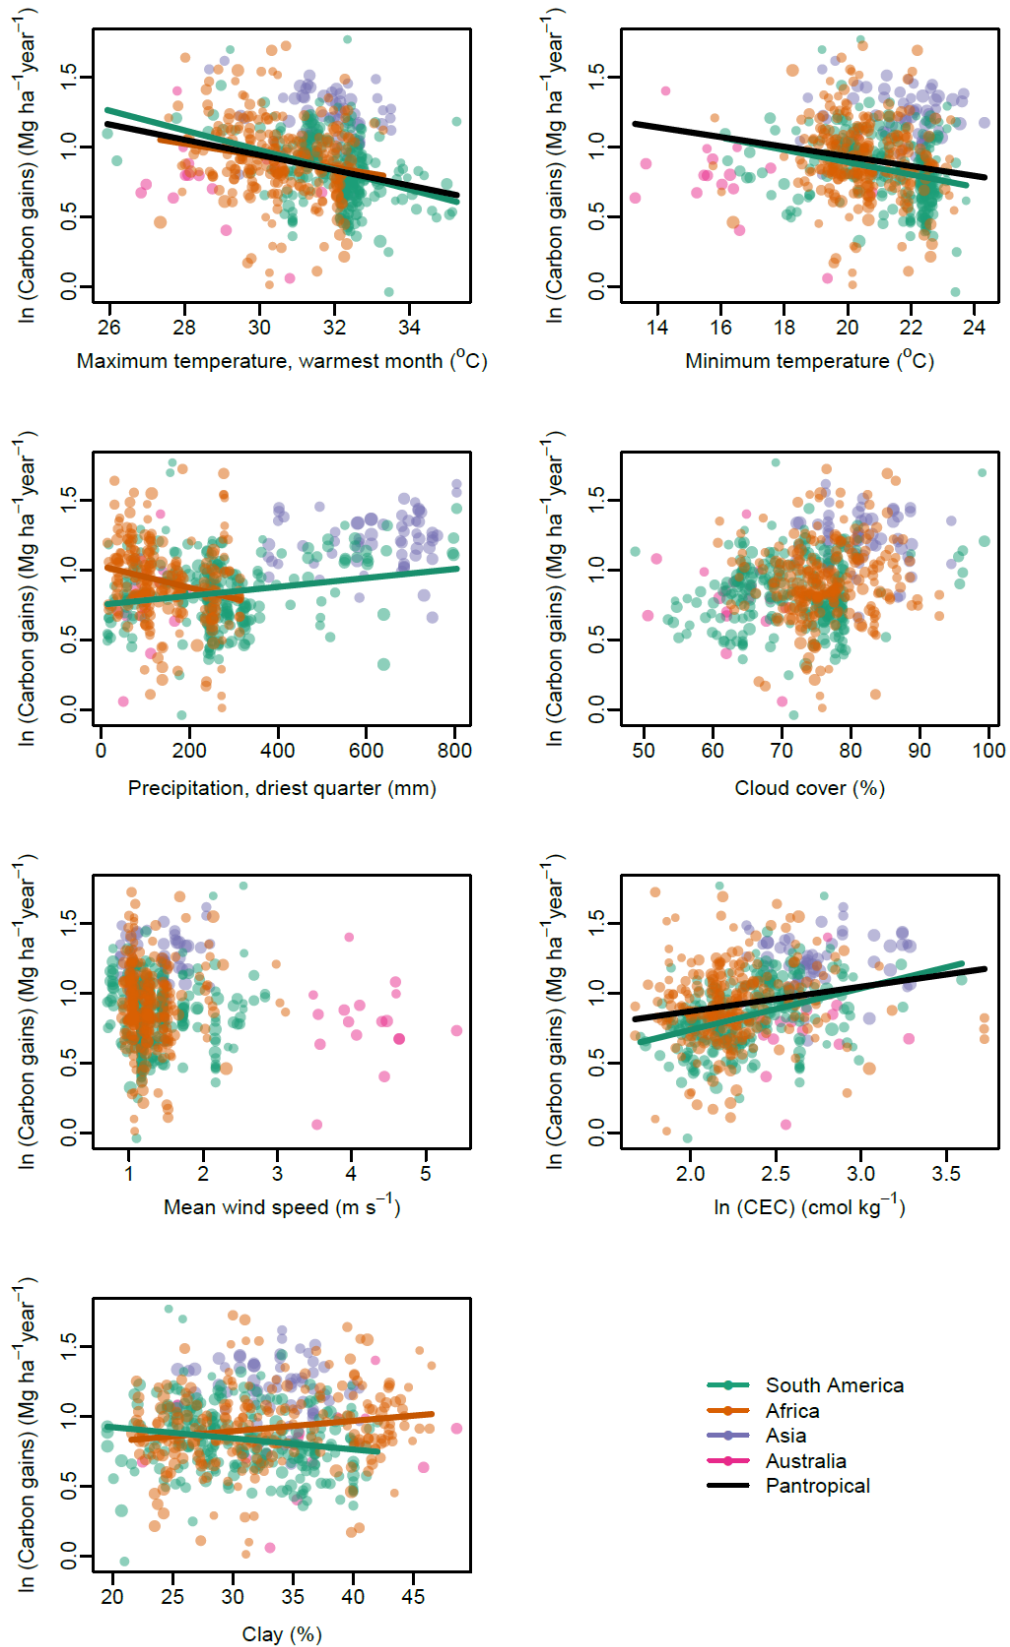 ln (Carbon gains) (Mg ha⁻¹year⁻¹)
0.0 0.5 1.0 1.5
26 28 30 32 34
Maximum temperature, warmest month (°C)
ln (Carbon gains) (Mg ha⁻¹year⁻¹)
0.0 0.5 1.0 1.5
14 16 18 20 22 24
Minimum temperature (°C)
ln (Carbon gains) (Mg ha⁻¹year⁻¹)
0.0 0.5 1.0 1.5
0 200 400 600 800
Precipitation, driest quarter (mm)
ln (Carbon gains) (Mg ha⁻¹year⁻¹)
0.0 0.5 1.0 1.5
50 60 70 80 90 100
Cloud cover (%)
ln (Carbon gains) (Mg ha⁻¹year⁻¹)
0.0 0.5 1.0 1.5
1 2 3 4 5
Mean wind speed (m s⁻¹)
ln (Carbon gains) (Mg ha⁻¹year⁻¹)
0.0 0.5 1.0 1.5
2.0 2.5 3.0 3.5
ln (CEC) (cmol kg⁻¹)
ln (Carbon gains) (Mg ha⁻¹year⁻¹)
0.0 0.5 1.0 1.5
20 25 30 35 40 45
Clay (%)
South America
Africa
Asia
Australia
Pantropical